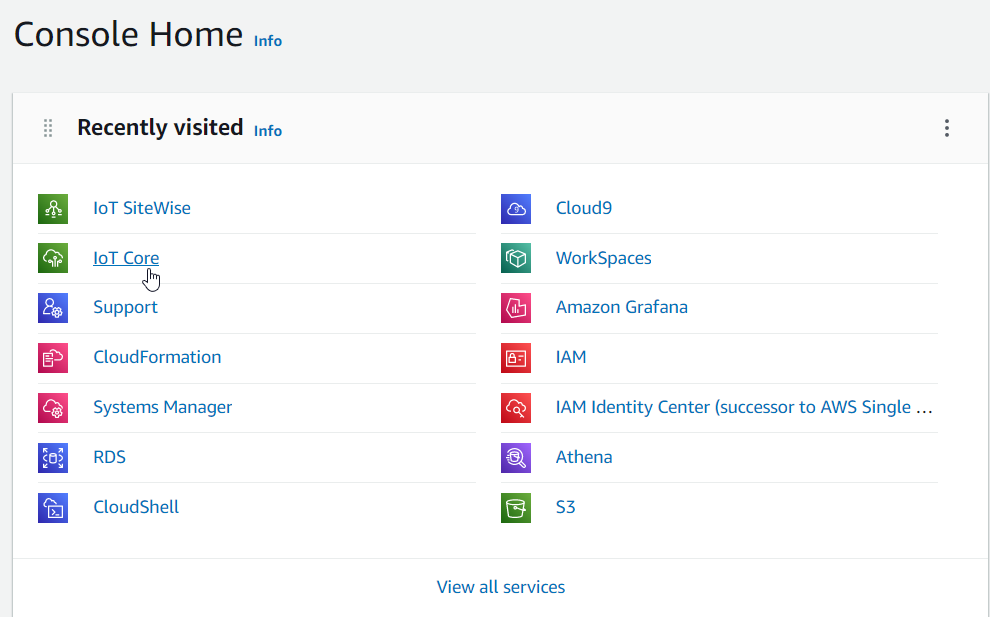 Console Home Info
Recently visited Info
IoT SiteWise
IoT Core
Support
CloudFormation
Systems Manager
RDS
CloudShell
Cloud9
WorkSpaces
Amazon Grafana
IAM
IAM Identity Center (successor to AWS Single ...
Athena
S3
View all services